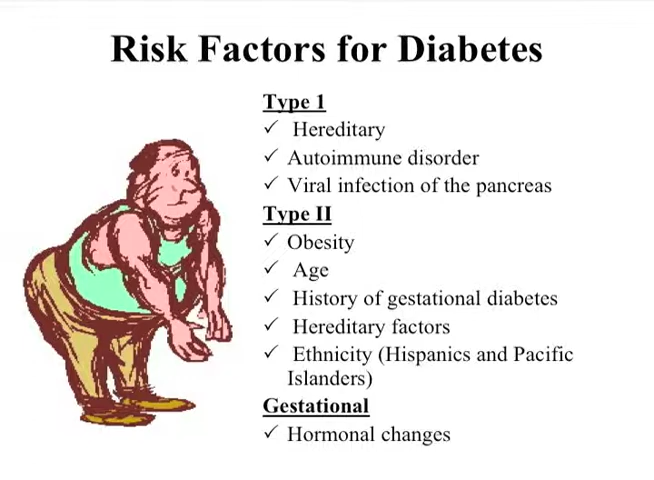 Risk Factors for Diabetes
Type 1
✓ Hereditary
✓ Autoimmune disorder
✓ Viral infection of the pancreas
Type II
✓ Obesity
✓ Age
✓ History of gestational diabetes
✓ Hereditary factors
✓ Ethnicity (Hispanics and Pacific
Islanders)
Gestational
✓ Hormonal changes